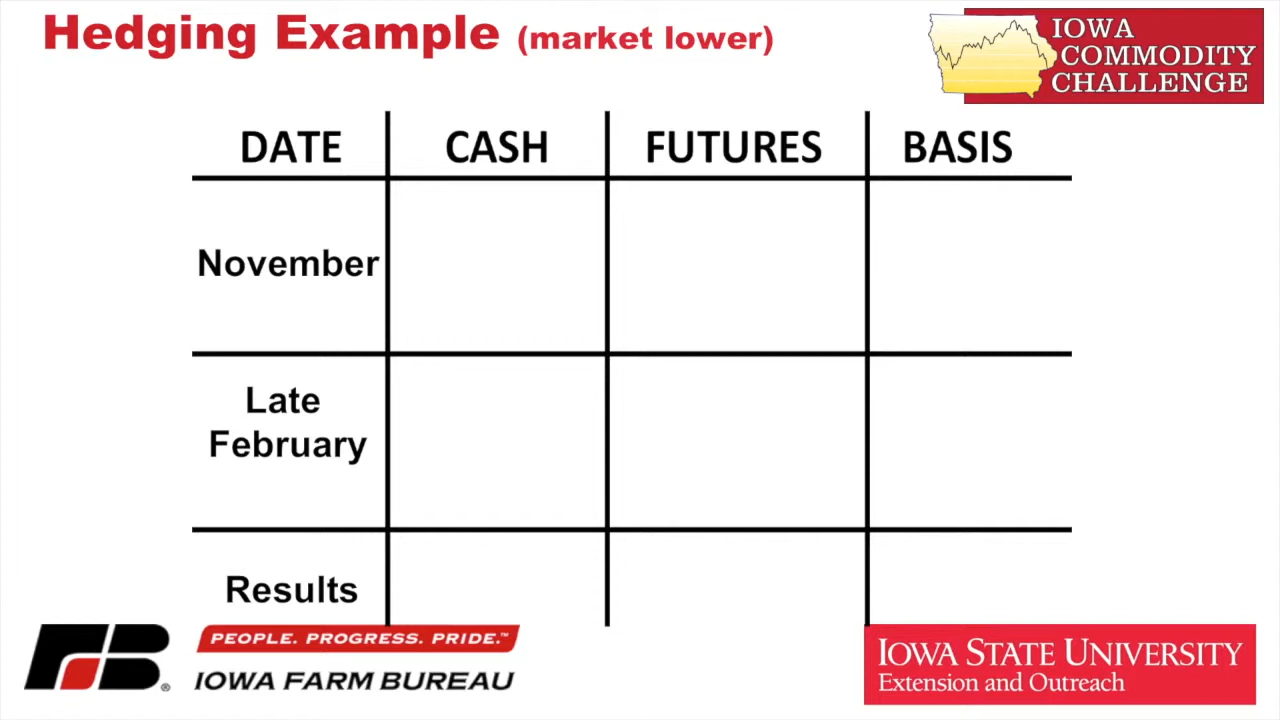 Hedging Example (market lower)
IOWA
COMMODITY
CHALLENGE
DATE CASH FUTURES BASIS
November
Late
February
Results
FB
PEOPLE. PROGRESS. PRIDE.™
IOWA FARM BUREAU
®
IOWA STATE UNIVERSITY
Extension and Outreach